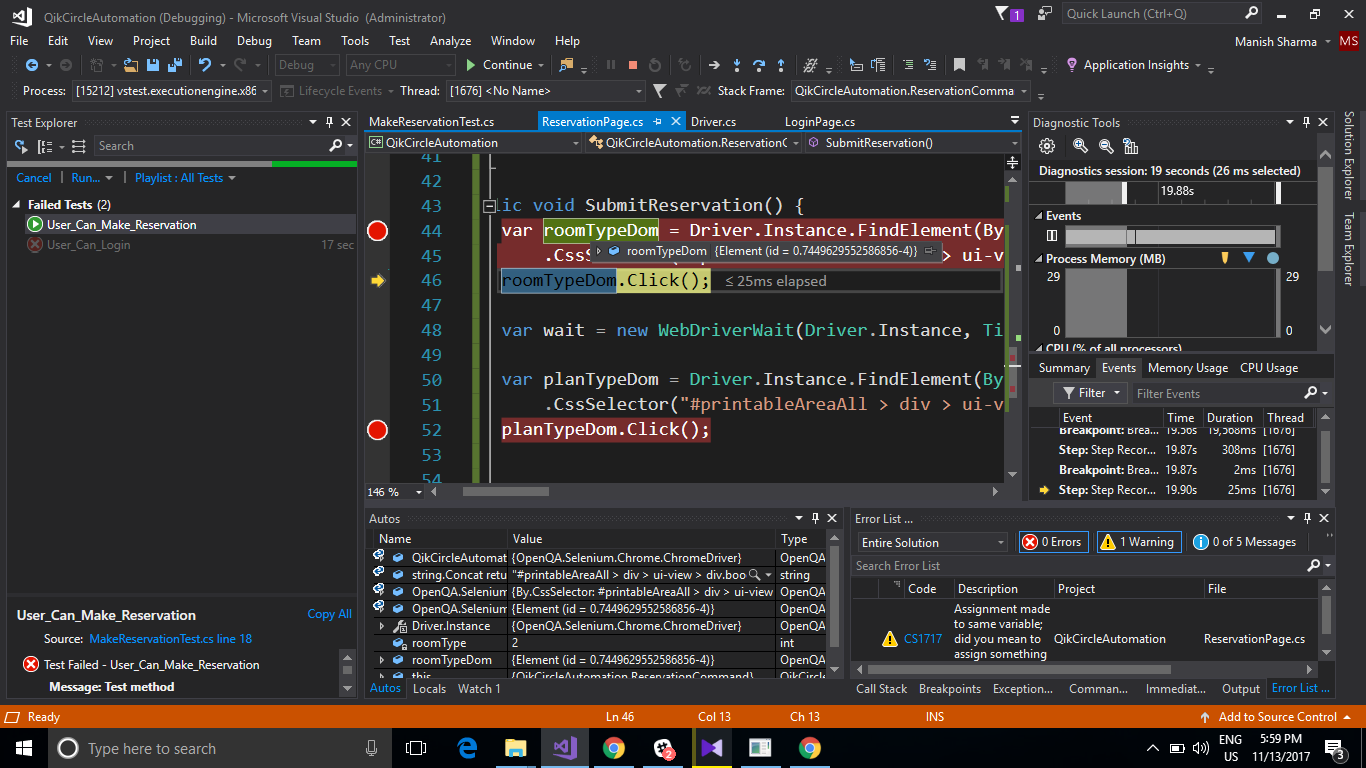 QikCircleAutomation (Debugging) - Microsoft Visual Studio (Administrator)
1
Quick Launch (Ctrl+Q)
File Edit View Project Build Debug Team Tools Test Analyze Window Help
Manish Sharma MS
Debug Any CPU Continue Application Insights
Process: [15212] vstest.executionengine.x86 Lifecycle Events Thread: [1676] <No Name> Stack Frame: QikCircleAutomation.ReservationComma
Test Explorer
Search
Cancel Run... Playlist : All Tests
Failed Tests (2)
User_Can_Make_Reservation
User_Can_Login 17 sec
User_Can_Make_Reservation Copy All
Source: MakeReservationTest.cs line 18
Test Failed - User_Can_Make_Reservation
Message: Test method
MakeReservationTest.cs ReservationPage.cs Driver.cs LoginPage.cs
QikCircleAutomation QikCircleAutomation.ReservationC SubmitReservation()
41
42
43 lic void SubmitReservation() {
44 var roomTypeDom = Driver.Instance.FindElement(By
roomTypeDom {Element (id = 0.7449629552586856-4)}
45 .CssS > ui-v
46 roomTypeDom.Click(); ≤ 25ms elapsed
47
48 var wait = new WebDriverWait(Driver.Instance, Ti
49
50 var planTypeDom = Driver.Instance.FindElement(By
51 .CssSelector("#printableAreaAll > div > ui-v
52 planTypeDom.Click();
53
54
146 %
Autos
Name Value Type
QikCircleAutomat {OpenQA.Selenium.Chrome.ChromeDriver} OpenQA
string.Concat retu "#printableAreaAll > div > ui-view > div.boo string
OpenQA.Selenium {By.CssSelector: #printableAreaAll > div > ui-view OpenQA
OpenQA.Selenium {Element (id = 0.7449629552586856-4)} OpenQA
Driver.Instance {OpenQA.Selenium.Chrome.ChromeDriver} OpenQA
roomType 2 int
roomTypeDom {Element (id = 0.7449629552586856-4)} OpenQA
this {QikCircleAutomation.ReservationCommand} QikCircl
Autos Locals Watch 1
Diagnostic Tools
Diagnostics session: 19 seconds (26 ms selected)
19.88s
Events
Process Memory (MB)
29 29
0 0
CPU (% of all processors)
Summary Events Memory Usage CPU Usage
Filter Filter Events
Event Time Duration Thread
Breakpoint: Brea... 19.56s 19,568ms [1676]
Step: Step Recor... 19.87s 308ms [1676]
Breakpoint: Brea... 19.87s 2ms [1676]
Step: Step Recor... 19.90s 25ms [1676]
Error List ...
Entire Solution 0 Errors 1 Warning 0 of 5 Messages
Search Error List
Code Description Project File
CS1717 Assignment made to same variable; did you mean to assign something QikCircleAutomation ReservationPage.cs
Call Stack Breakpoints Exception... Comman... Immediat... Output Error List ...
Solution Explorer
Team Explorer
Ready Ln 46 Col 13 Ch 13 INS Add to Source Control
Type here to search
2
ENG
US
5:59 PM
11/13/2017
3